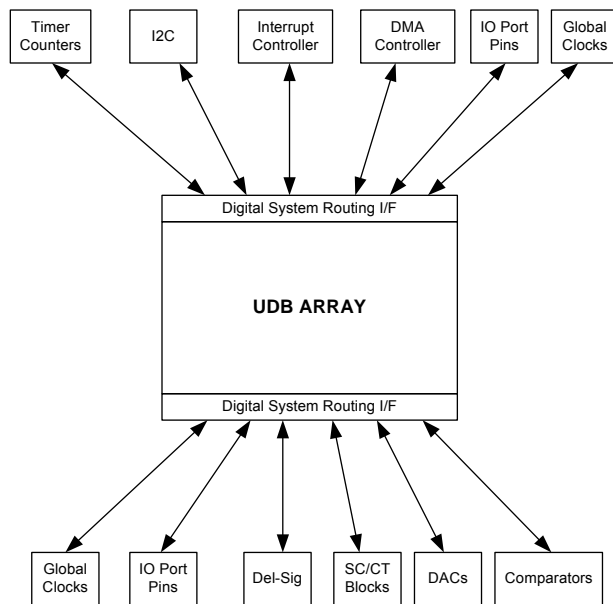 Timer
Counters
I2C
Interrupt
Controller
DMA
Controller
IO Port
Pins
Global
Clocks
Digital System Routing I/F
UDB ARRAY
Digital System Routing I/F
Global
Clocks
IO Port
Pins
Del-Sig
SC/CT
Blocks
DACs
Comparators